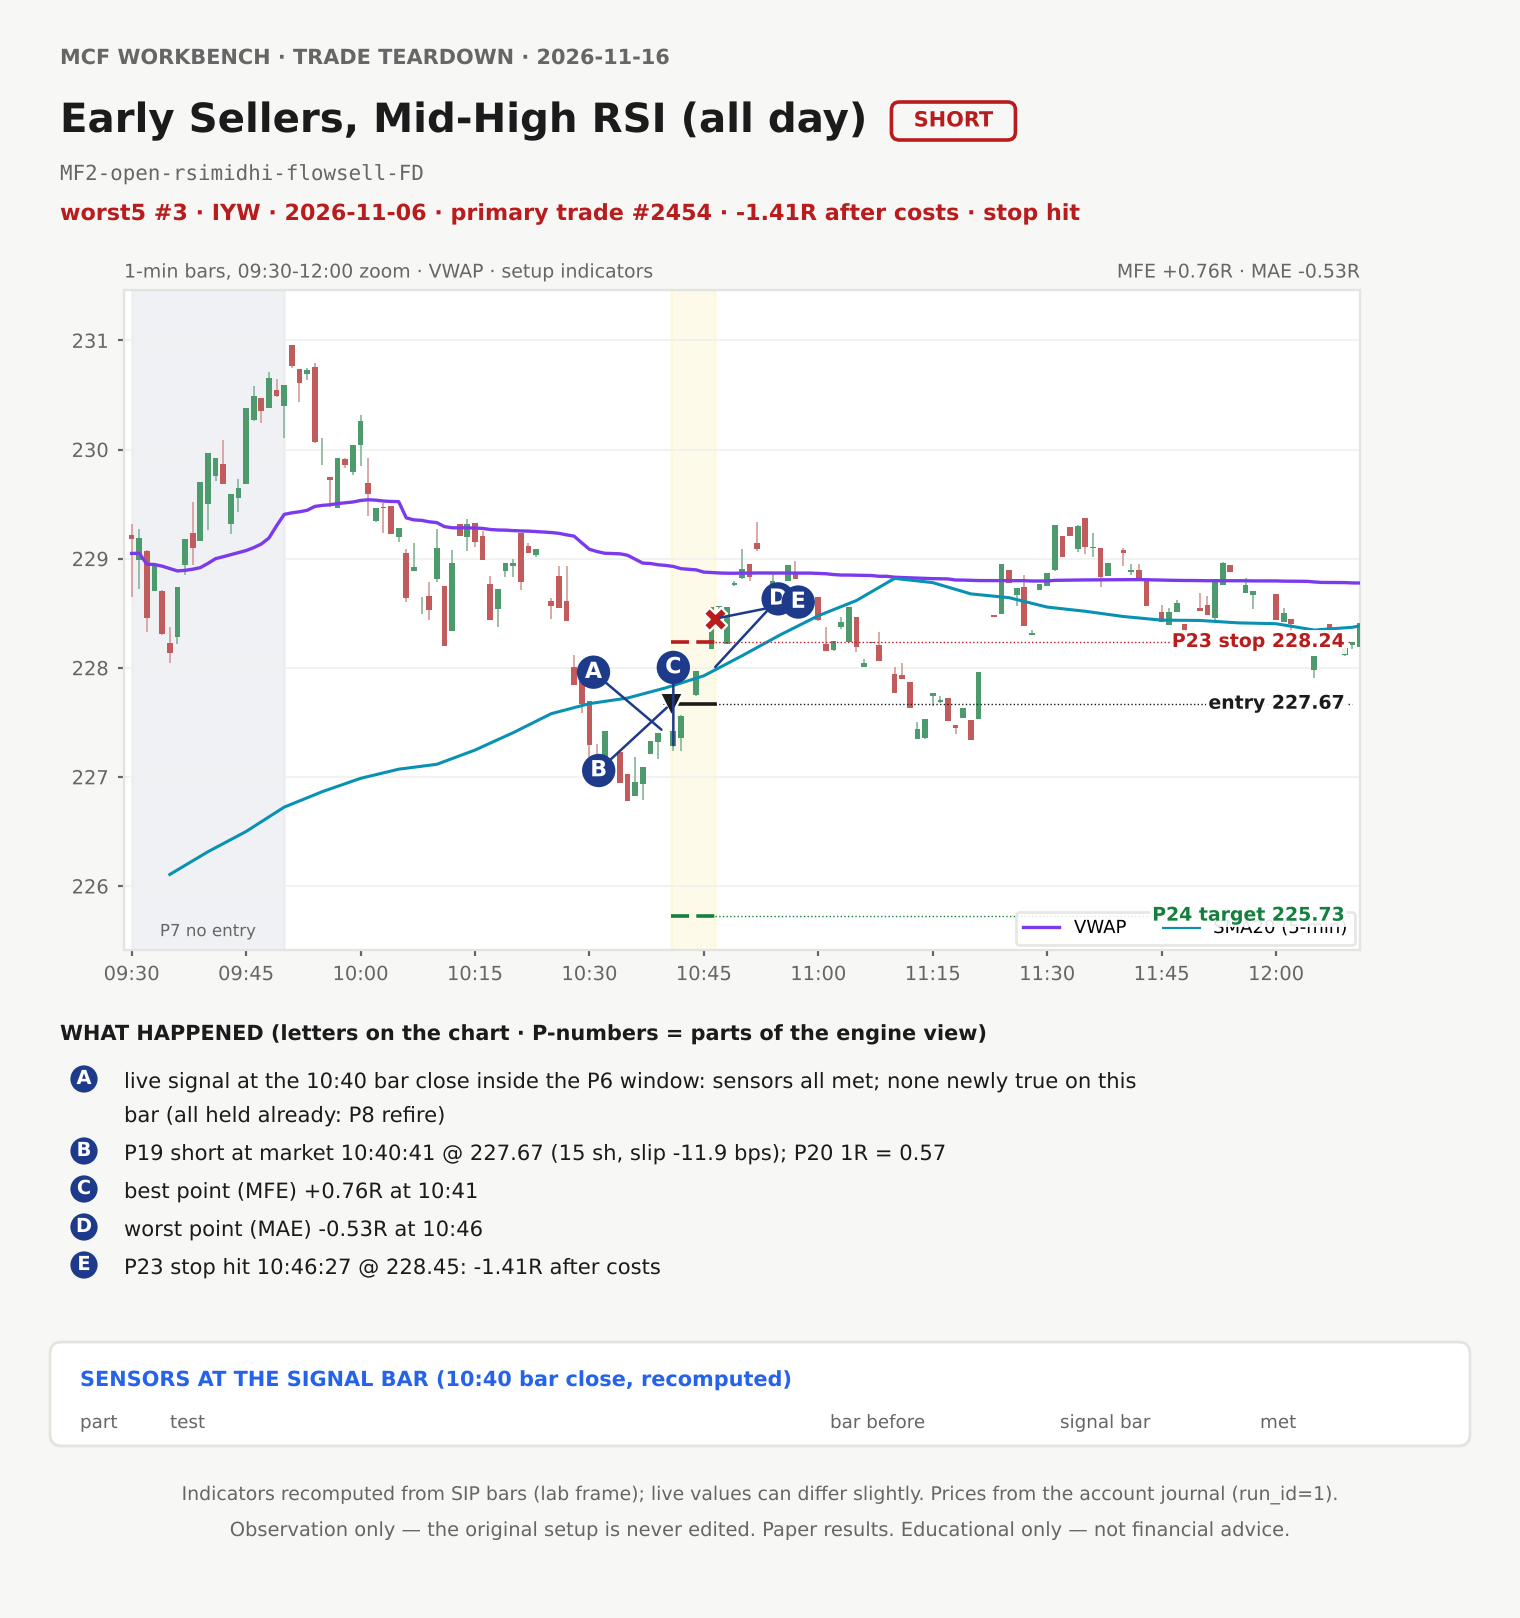 MCF WORKBENCH · TRADE TEARDOWN · 2026-11-16
Early Sellers, Mid-High RSI (all day) SHORT
MF2-open-rsimidhi-flowsell-FD
worst5 #3 · IYW · 2026-11-06 · primary trade #2454 · -1.41R after costs · stop hit
1-min bars, 09:30-12:00 zoom · VWAP · setup indicators MFE +0.76R · MAE -0.53R
231
230
229
228
227
226
D E
A
C
B
P23 stop 228.24
entry 227.67
P24 target 225.73
P7 no entry
VWAP SMA20 (5-min)
09:30 09:45 10:00 10:15 10:30 10:45 11:00 11:15 11:30 11:45 12:00
WHAT HAPPENED (letters on the chart · P-numbers = parts of the engine view)
A live signal at the 10:40 bar close inside the P6 window: sensors all met; none newly true on this
bar (all held already: P8 refire)
B P19 short at market 10:40:41 @ 227.67 (15 sh, slip -11.9 bps); P20 1R = 0.57
C best point (MFE) +0.76R at 10:41
D worst point (MAE) -0.53R at 10:46
E P23 stop hit 10:46:27 @ 228.45: -1.41R after costs
SENSORS AT THE SIGNAL BAR (10:40 bar close, recomputed)
part test bar before signal bar met
Indicators recomputed from SIP bars (lab frame); live values can differ slightly. Prices from the account journal (run_id=1).
Observation only — the original setup is never edited. Paper results. Educational only — not financial advice.